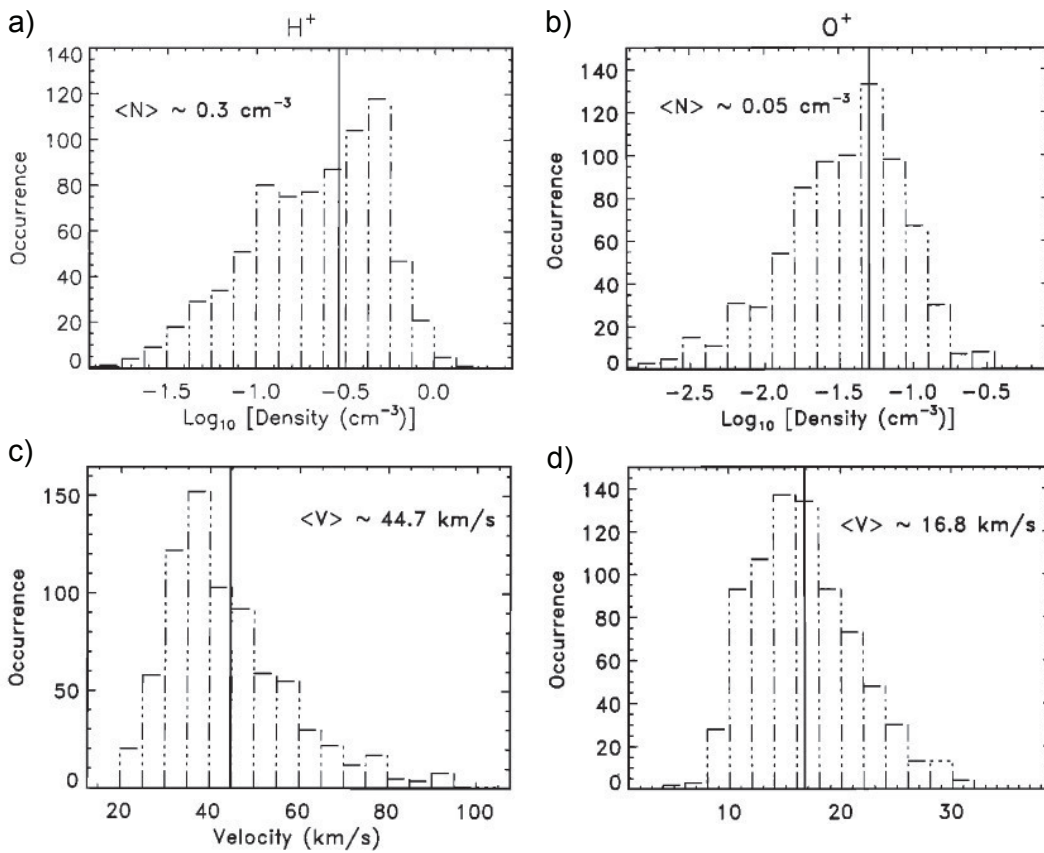 a)
H⁺
140
120
100
80
60
40
20
0
Occurrence
<N> ~ 0.3 cm⁻³
−1.5
−1.0
−0.5
0.0
Log₁₀ [Density (cm⁻³)]
b)
O⁺
140
120
100
80
60
40
20
0
Occurrence
<N> ~ 0.05 cm⁻³
−2.5
−2.0
−1.5
−1.0
−0.5
Log₁₀ [Density (cm⁻³)]
c)
150
100
50
0
Occurrence
<V> ~ 44.7 km/s
20
40
60
80
100
Velocity (km/s)
d)
140
120
100
80
60
40
20
0
Occurrence
<V> ~ 16.8 km/s
10
20
30